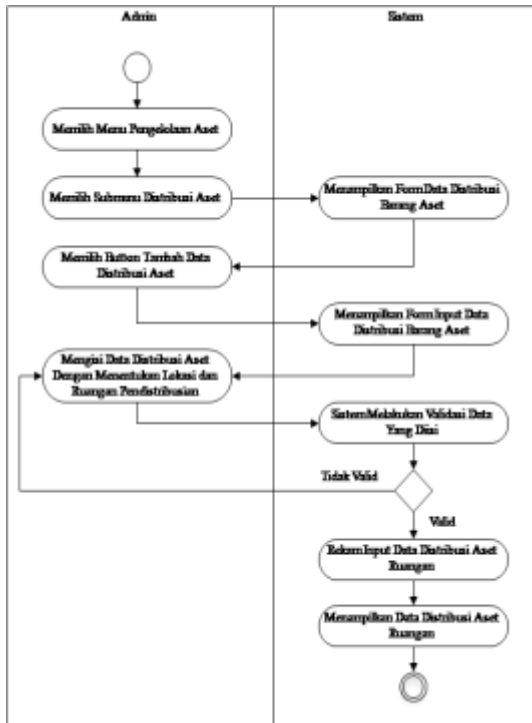 Admin
Sistem
Memilih Menu Pengelolaan Aset
Memilih Submenu Distribusi Aset
Menampilkan Form Data Distribusi
Barang Aset
Memilih Button Tambah Data
Distribusi Aset
Menampilkan Form Input Data
Distribusi Barang Aset
Mengisi Data Distribusi Aset
Dengan Menentukan Lokasi dan
Ruangan Pendistribusian
Sistem Melakukan Validasi Data
Yang Diisi
Tidak Valid
Valid
Rekam Input Data Distribusi Aset
Ruangan
Menampilkan Data Distribusi Aset
Ruangan